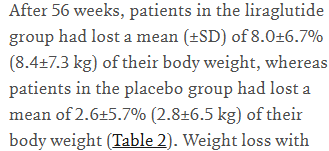 After 56 weeks, patients in the liraglutide
group had lost a mean (±SD) of 8.0±6.7%
(8.4±7.3 kg) of their body weight, whereas
patients in the placebo group had lost a
mean of 2.6±5.7% (2.8±6.5 kg) of their
body weight (Table 2). Weight loss with